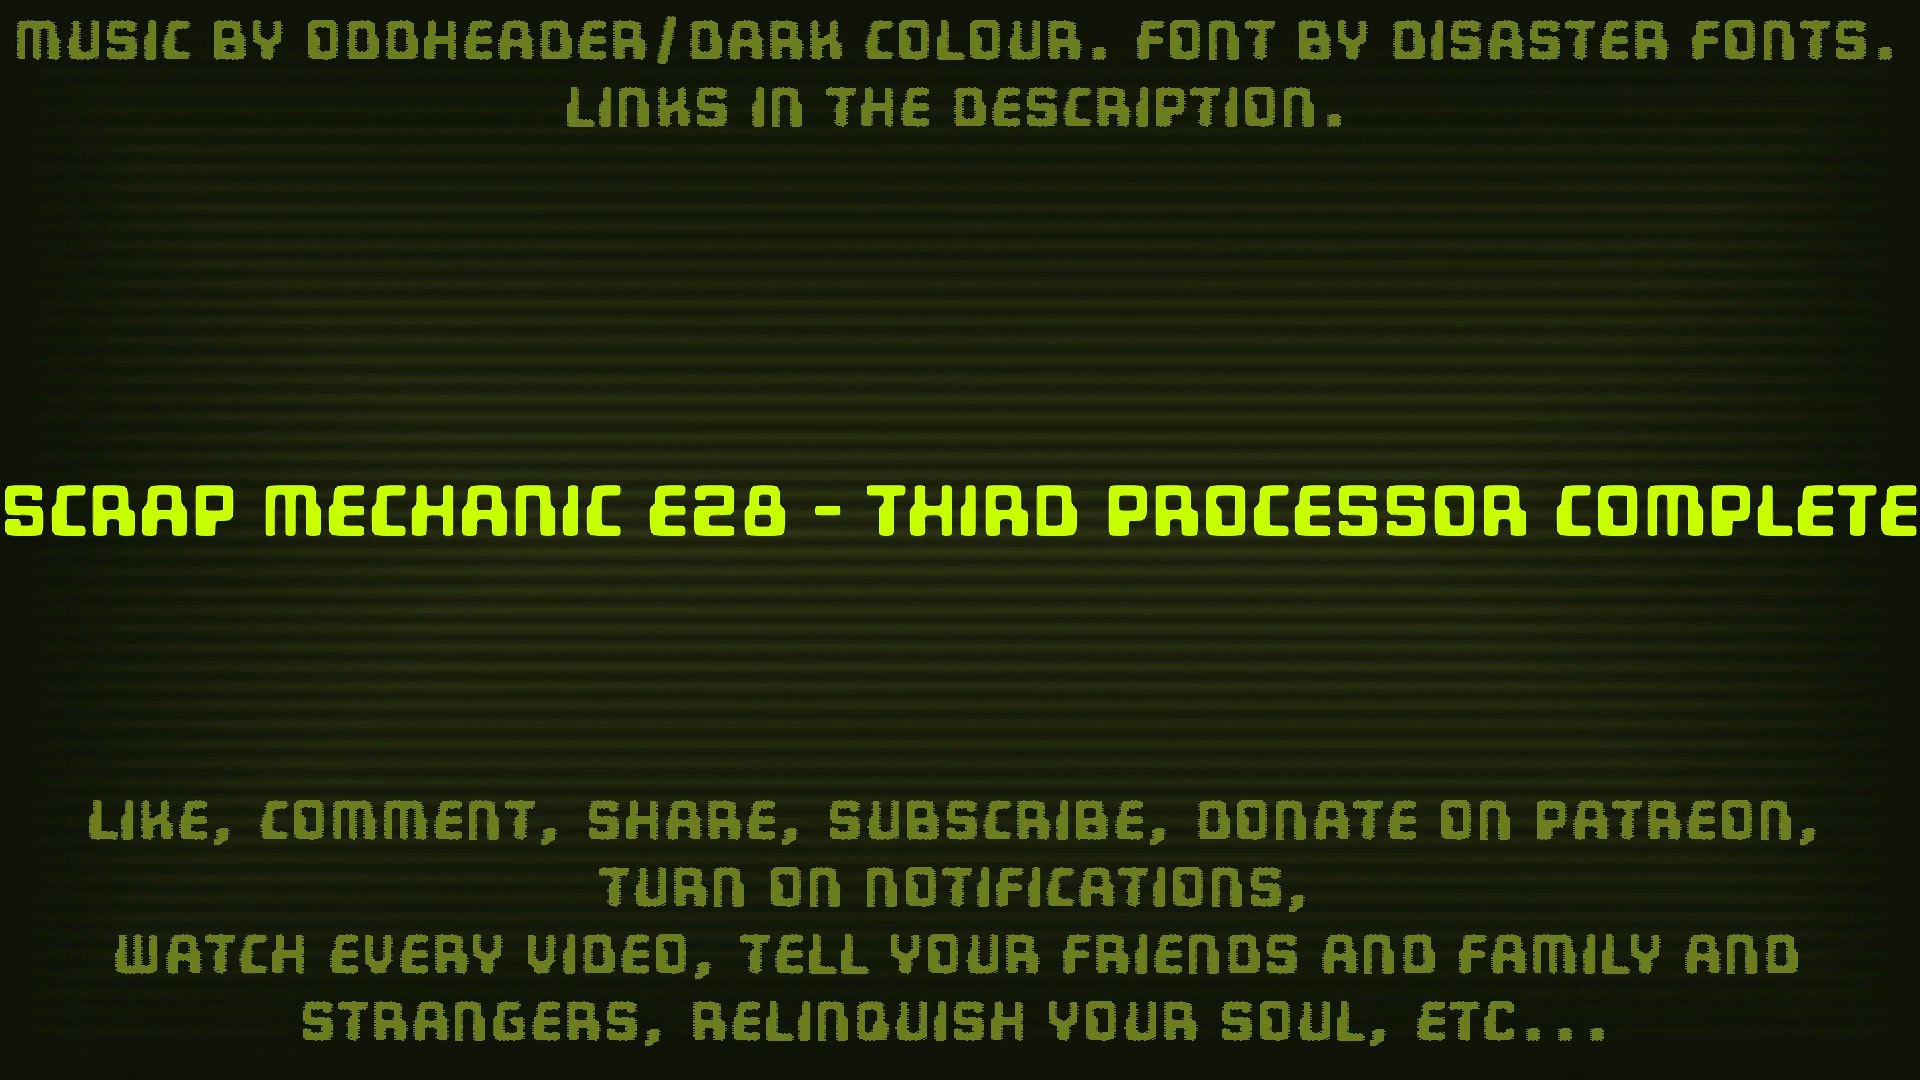 MUSIC BY ODDHEADER/DARK COLOUR. FONT BY DISASTER FONTS.
LINKS IN THE DESCRIPTION.
SCRAP MECHANIC E28 - THIRD PROCESSOR COMPLETE
LIKE, COMMENT, SHARE, SUBSCRIBE, DONATE ON PATREON,
TURN ON NOTIFICATIONS,
WATCH EVERY VIDEO, TELL YOUR FRIENDS AND FAMILY AND
STRANGERS, RELINQUISH YOUR SOUL, ETC...